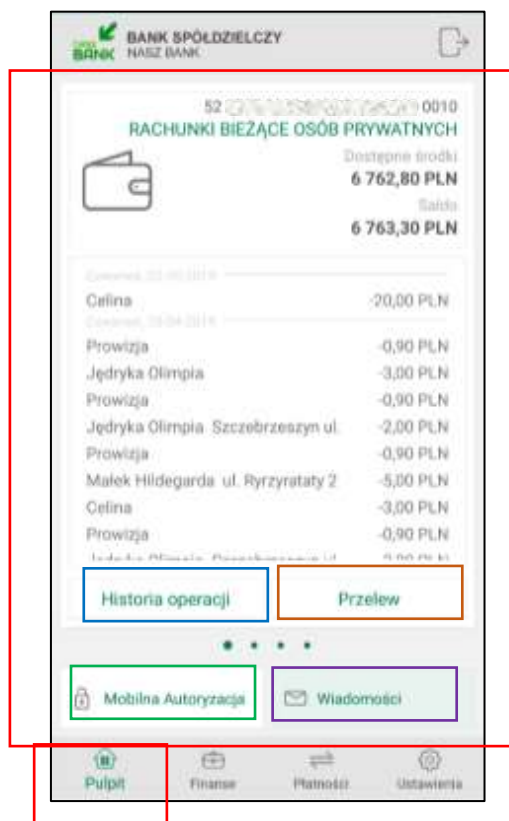 BANK SPÓŁDZIELCZY
BANK NASZ BANK
52 0010
RACHUNKI BIEŻĄCE OSÓB PRYWATNYCH
Dostępne środki
6 762,80 PLN
Saldo
6 763,30 PLN
Celina -20,00 PLN
Prowizja -0,90 PLN
Jędryka Olimpia -3,00 PLN
Prowizja -0,90 PLN
Jędryka Olimpia Szczebrzeszyn ul. -2,00 PLN
Prowizja -0,90 PLN
Małek Hildegarda ul. Ryrzyrataty 2 -5,00 PLN
Celina -3,00 PLN
Prowizja -0,90 PLN
Historia operacji Przelew
Mobilna Autoryzacja Wiadomości
Pulpit Finanse Płatności Ustawienia